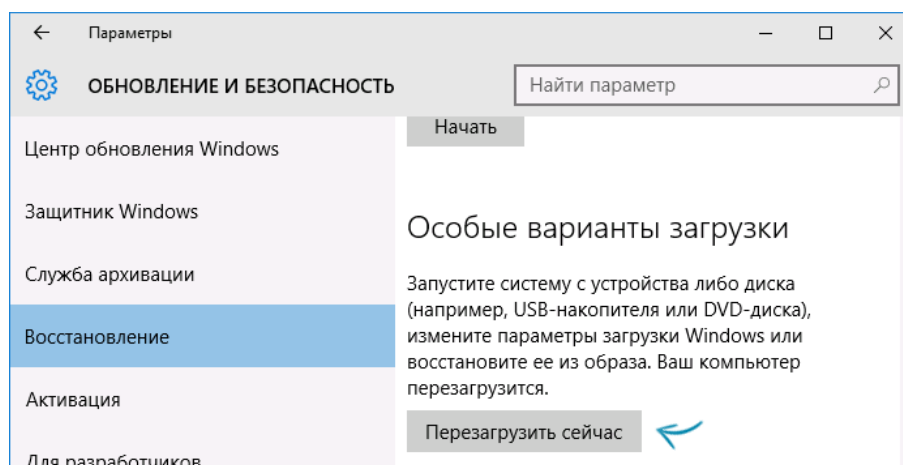 Параметры
ОБНОВЛЕНИЕ И БЕЗОПАСНОСТЬ
Найти параметр
Центр обновления Windows
Защитник Windows
Служба архивации
Восстановление
Активация
Для разработчиков
Начать
Особые варианты загрузки
Запустите систему с устройства либо диска
(например, USB-накопителя или DVD-диска),
измените параметры загрузки Windows или
восстановите ее из образа. Ваш компьютер
перезагрузится.
Перезагрузить сейчас